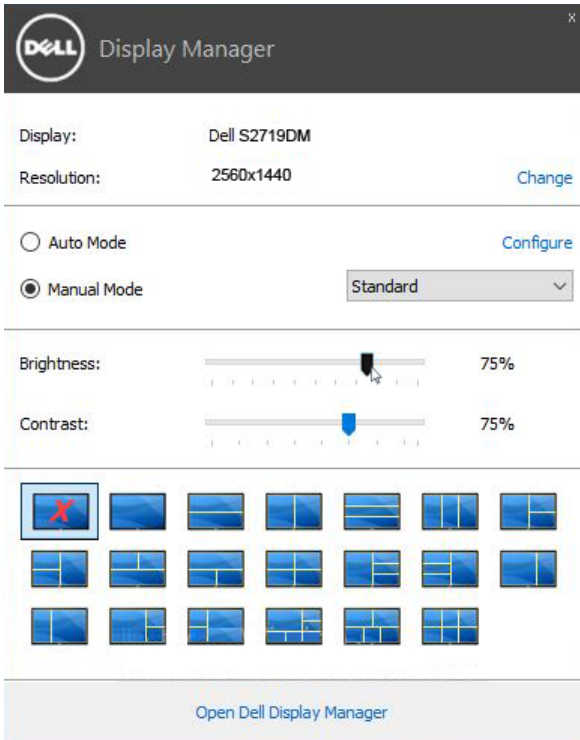 x
DELL Display Manager
Display: Dell S2719DM
Resolution: 2560x1440 Change
Auto Mode Configure
Manual Mode Standard
Brightness: 75%
Contrast: 75%
X
Open Dell Display Manager